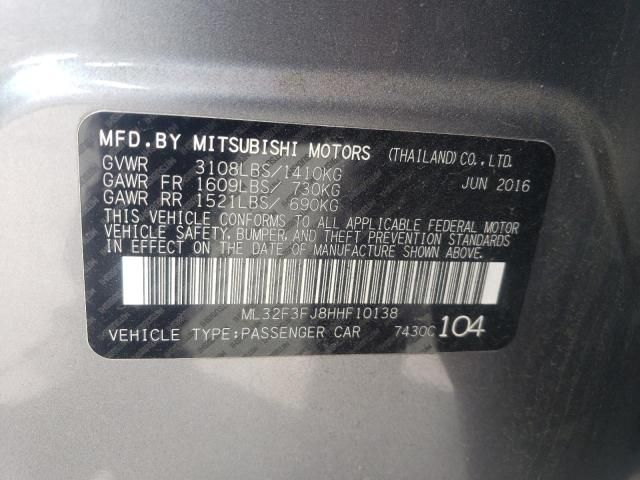 MFD.BY MITSUBISHI MOTORS (THAILAND) CO.,LTD.
GVWR 3108LBS/1410KG JUN 2016
GAWR FR 1609LBS/ 730KG
GAWR RR 1521LBS/ 690KG
THIS VEHICLE CONFORMS TO ALL APPLICABLE FEDERAL MOTOR
VEHICLE SAFETY, BUMPER, AND THEFT PREVENTION STANDARDS
IN EFFECT ON THE DATE OF MANUFACTURE SHOWN ABOVE.
ML32F3FJ8HHF10138
VEHICLE TYPE:PASSENGER CAR 7430C 104